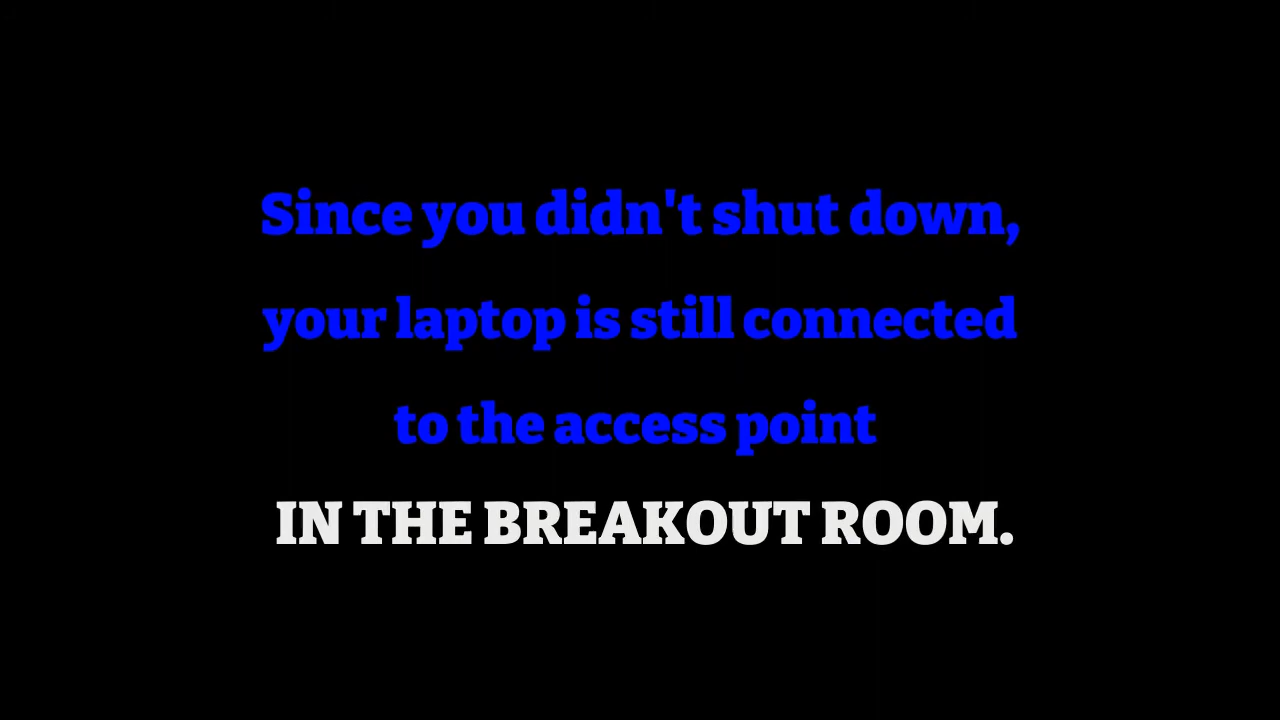 Since you didn't shut down,
your laptop is still connected
to the access point
IN THE BREAKOUT ROOM.